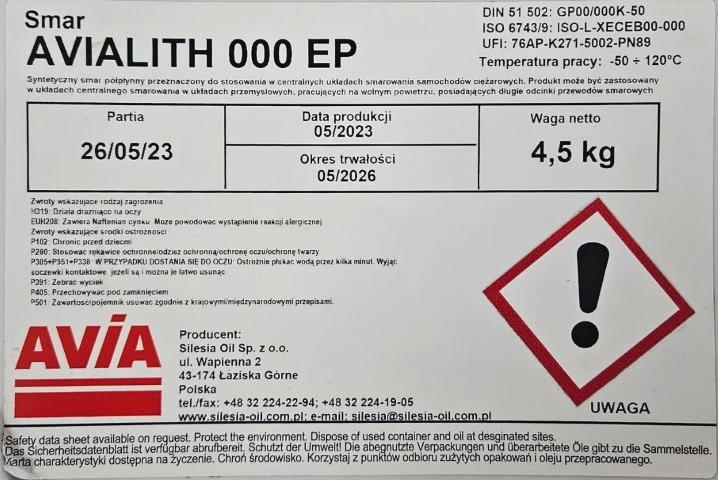 Smar
AVIALITH 000 EP
DIN 51 502: GP00/000K-50
ISO 6743/9: ISO-L-XECEB00-000
UFI: 76AP-K271-5002-PN89
Temperatura pracy: -50 ÷ 120°C
Syntetyczny smar półpłynny przeznaczony do stosowania w centralnych układach smarowania samochodów ciężarowych. Produkt może być zastosowany
w układach centralnego smarowania w układach przemysłowych, pracujących na wolnym powietrzu, posiadających długie odcinki przewodów smarowych
Partia
26/05/23
Data produkcji
05/2023
Okres trwałości
05/2026
Waga netto
4,5 kg
Zwroty wskazujące rodzaj zagrożenia
H319: Działa drażniąco na oczy
EUH208: Zawiera Naftenian cynku. Może powodować wystąpienie reakcji alergicznej.
Zwroty wskazujące środki ostrożności
P102: Chronić przed dziećmi
P280: Stosować rękawice ochronne/odzież ochronną/ochronę oczu/ochronę twarzy
P305+P351+P338: W PRZYPADKU DOSTANIA SIĘ DO OCZU: Ostrożnie płukać wodą przez kilka minut. Wyjąć
soczewki kontaktowe, jeżeli są i można je łatwo usunąć
P391: Zebrać wyciek
P405: Przechowywać pod zamknięciem
P501: Zawartość/pojemnik usuwać zgodnie z krajowymi/międzynarodowymi przepisami.
AVIA
Producent:
Silesia Oil Sp. z o.o.
ul. Wapienna 2
43-174 Łaziska Górne
Polska
tel./fax: +48 32 224-22-94; +48 32 224-19-05
www.silesia-oil.com.pl; e-mail: silesia@silesia-oil.com.pl
UWAGA
Safety data sheet available on request. Protect the environment. Dispose of used container and oil at desginated sites.
Das Sicherheitsdatenblatt ist verfügbar abrufbereit. Schutzt der Umwelt! Die abegnutzte Verpackungen und überarbeitete Öle gibt zu die Sammelstelle.
Karta charakterystyki dostępna na życzenie. Chroń środowisko. Korzystaj z punktów odbioru zużytych opakowań i oleju przepracowanego.